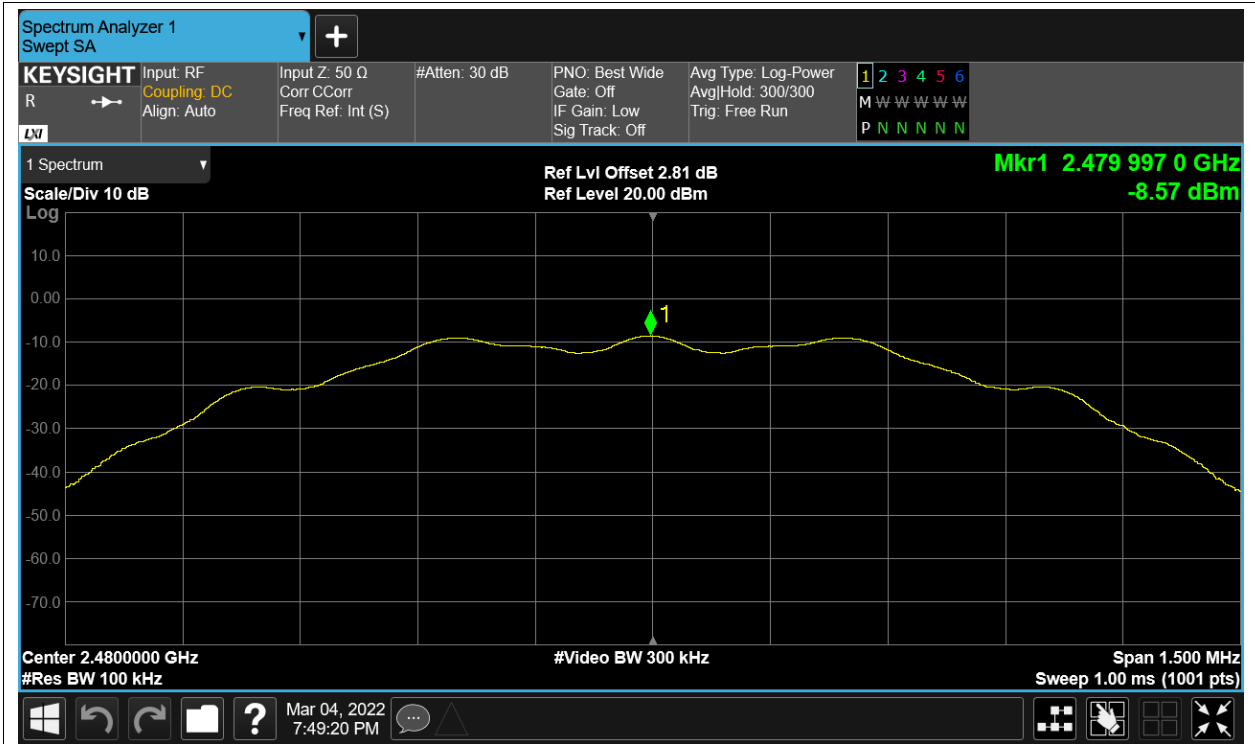 Spectrum Analyzer 1
Swept SA
KEYSIGHT
R
LXI
Input: RF
Coupling: DC
Align: Auto
Input Z: 50 Ω
Corr CCorr
Freq Ref: Int (S)
#Atten: 30 dB
PNO: Best Wide
Gate: Off
IF Gain: Low
Sig Track: Off
Avg Type: Log-Power
Avg|Hold: 300/300
Trig: Free Run
1 2 3 4 5 6
M W W W W W
P N N N N N
1 Spectrum
Scale/Div 10 dB
Log
Ref Lvl Offset 2.81 dB
Ref Level 20.00 dBm
Mkr1 2.479 997 0 GHz
-8.57 dBm
1
10.0
0.00
-10.0
-20.0
-30.0
-40.0
-50.0
-60.0
-70.0
Center 2.4800000 GHz
#Res BW 100 kHz
#Video BW 300 kHz
Span 1.500 MHz
Sweep 1.00 ms (1001 pts)
?
Mar 04, 2022
7:49:20 PM